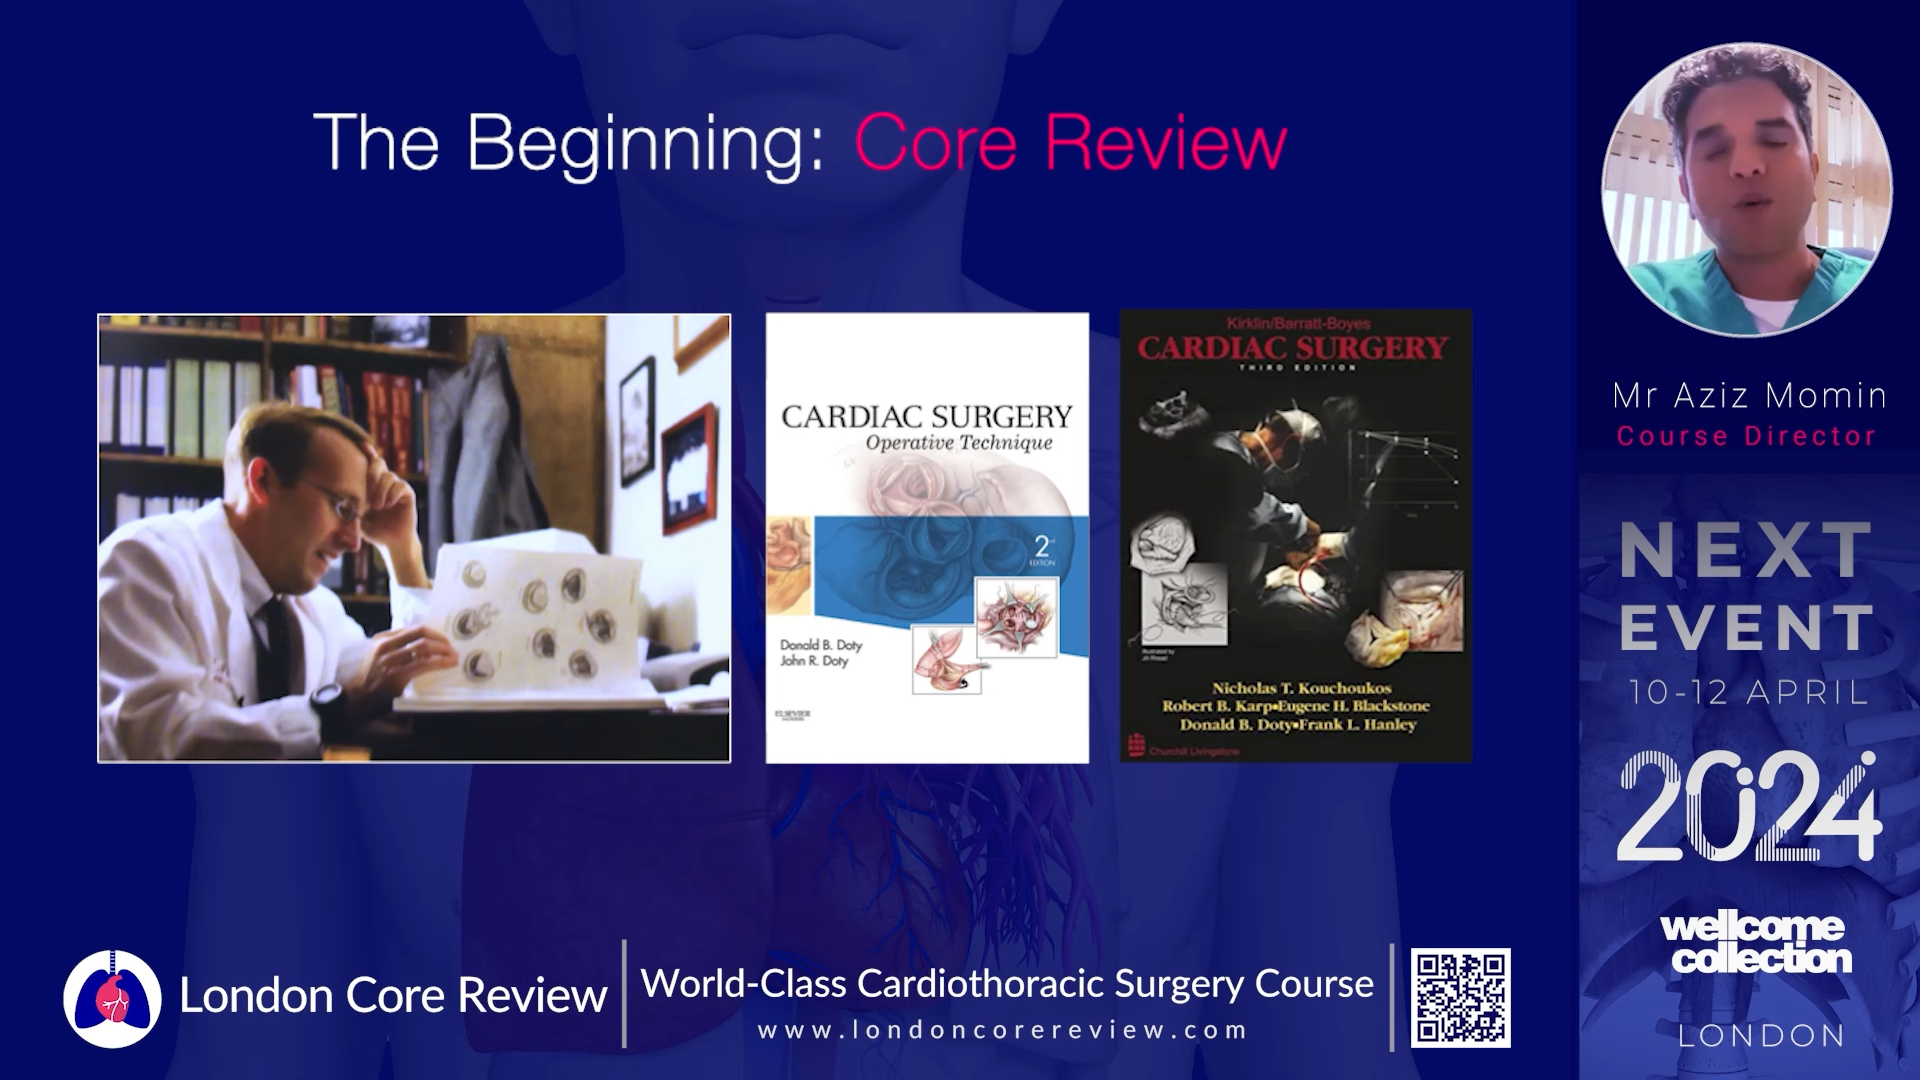 The Beginning: Core Review
CARDIAC SURGERY
Operative Technique
2nd
EDITION
Donald B. Doty
John R. Doty
ELSEVIER
SAUNDERS
Kirklin/Barratt-Boyes
CARDIAC SURGERY
THIRD EDITION
Nicholas T. Kouchoukos
Robert B. Karp•Eugene H. Blackstone
Donald B. Doty•Frank L. Hanley
Churchill Livingstone
Mr Aziz Momin
Course Director
NEXT
EVENT
10-12 APRIL
2024
wellcome
collection
LONDON
London Core Review
World-Class Cardiothoracic Surgery Course
www.londoncorereview.com